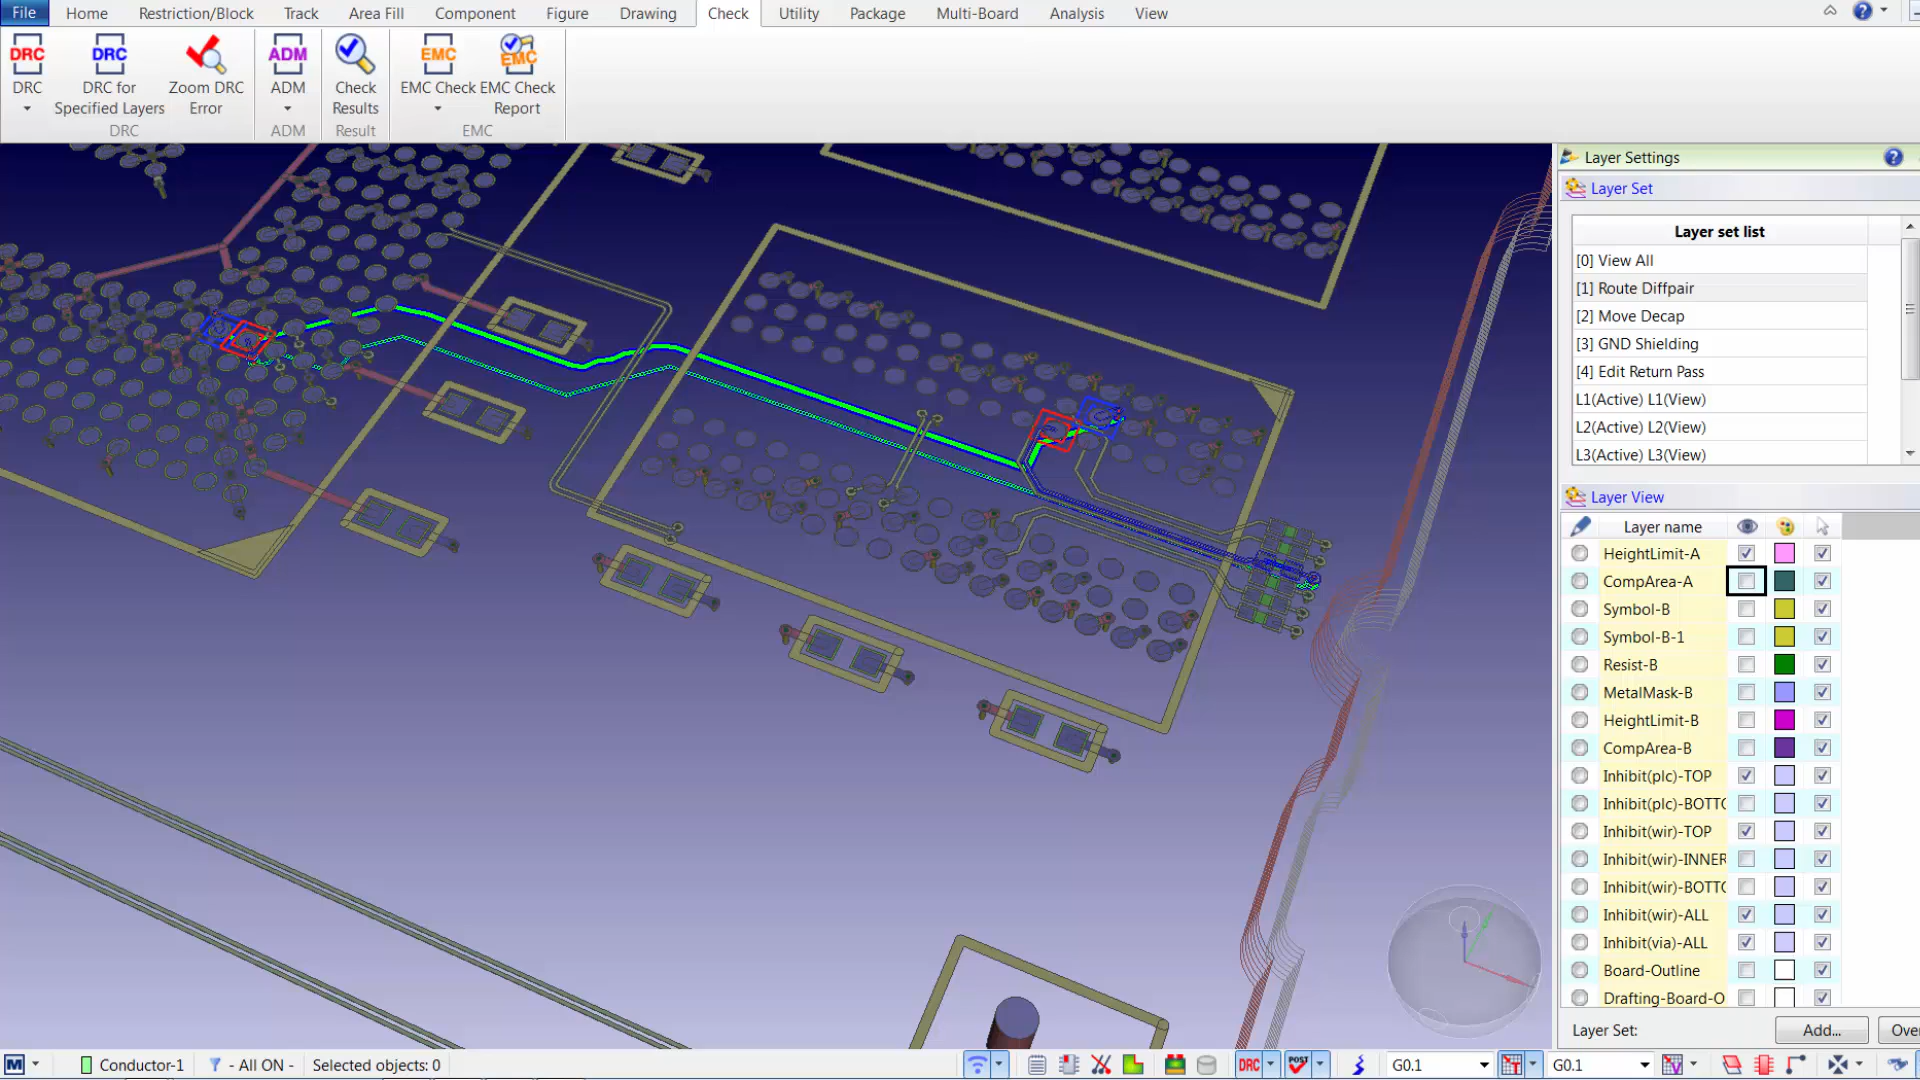 File Home Restriction/Block Track Area Fill Component Figure Drawing Check Utility Package Multi-Board Analysis View
DRC DRC ADM EMC EMC
DRC DRC for Specified Layers Zoom DRC Error ADM Check Results EMC Check EMC Check Report
DRC ADM Result EMC
Layer Settings
Layer Set
Layer set list
[0] View All
[1] Route Diffpair
[2] Move Decap
[3] GND Shielding
[4] Edit Return Pass
L1(Active) L1(View)
L2(Active) L2(View)
L3(Active) L3(View)
Layer View
Layer name
HeightLimit-A
CompArea-A
Symbol-B
Symbol-B-1
Resist-B
MetalMask-B
HeightLimit-B
CompArea-B
Inhibit(plc)-TOP
Inhibit(plc)-BOTTO
Inhibit(wir)-TOP
Inhibit(wir)-INNER
Inhibit(wir)-BOTTO
Inhibit(wir)-ALL
Inhibit(via)-ALL
Board-Outline
Drafting-Board-O
Layer Set: Add... Over
M Conductor-1 - All ON - Selected objects: 0 DRC POST G0.1 T G0.1